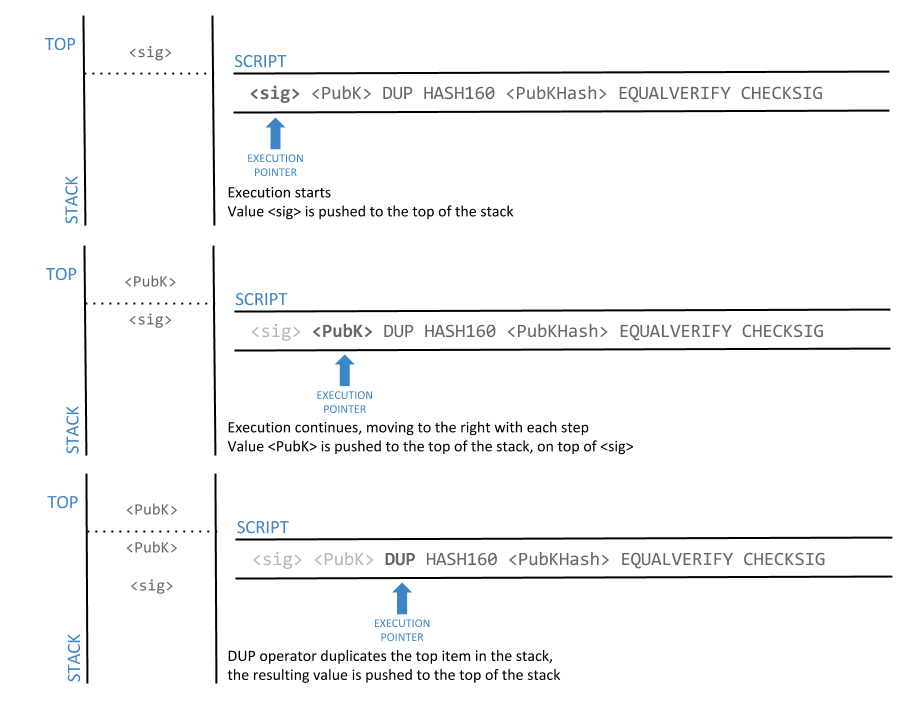 TOP
<sig>
STACK
SCRIPT
<sig> <PubK> DUP HASH160 <PubKHash> EQUALVERIFY CHECKSIG
EXECUTION
POINTER
Execution starts
Value <sig> is pushed to the top of the stack
TOP
<PubK>
<sig>
STACK
SCRIPT
<sig> <PubK> DUP HASH160 <PubKHash> EQUALVERIFY CHECKSIG
EXECUTION
POINTER
Execution continues, moving to the right with each step
Value <PubK> is pushed to the top of the stack, on top of <sig>
TOP
<PubK>
<PubK>
<sig>
STACK
SCRIPT
<sig> <PubK> DUP HASH160 <PubKHash> EQUALVERIFY CHECKSIG
EXECUTION
POINTER
DUP operator duplicates the top item in the stack,
the resulting value is pushed to the top of the stack